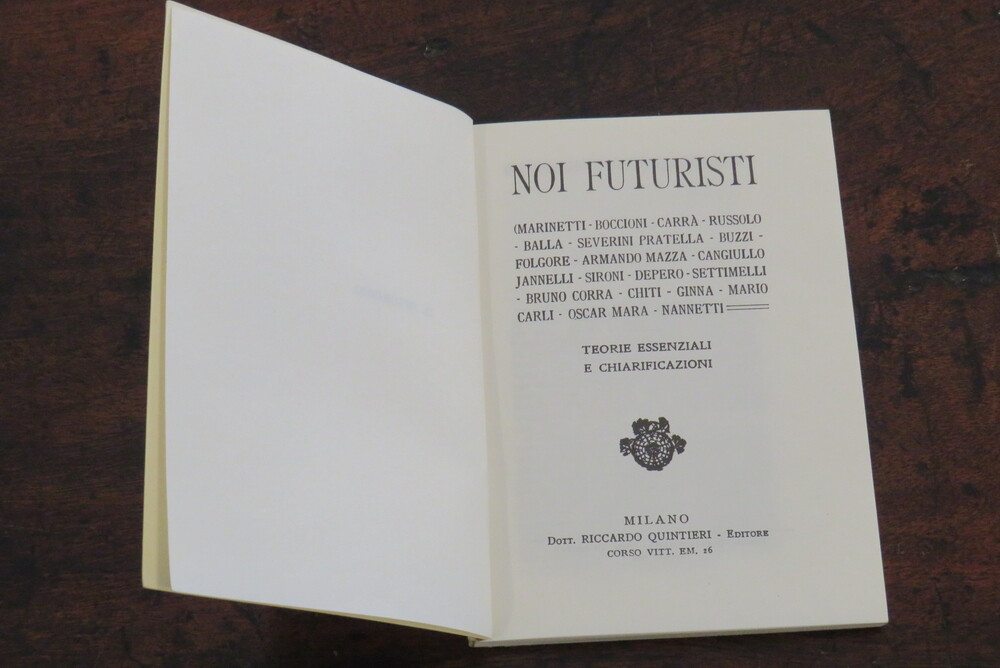 NOI FUTURISTI
(MARINETTI - BOCCIONI - CARRÀ - RUSSOLO
- BALLA - SEVERINI PRATELLA - BUZZI -
FOLGORE - ARMANDO MAZZA - CANGIULLO
JANNELLI - SIRONI - DEPERO - SETTIMELLI
- BRUNO CORRA - CHITI - GINNA - MARIO
CARLI - OSCAR MARA - NANNETTI
TEORIE ESSENZIALI
E CHIARIFICAZIONI
MILANO
DOTT. RICCARDO QUINTIERI - EDITORE
CORSO VITT. EM. 26